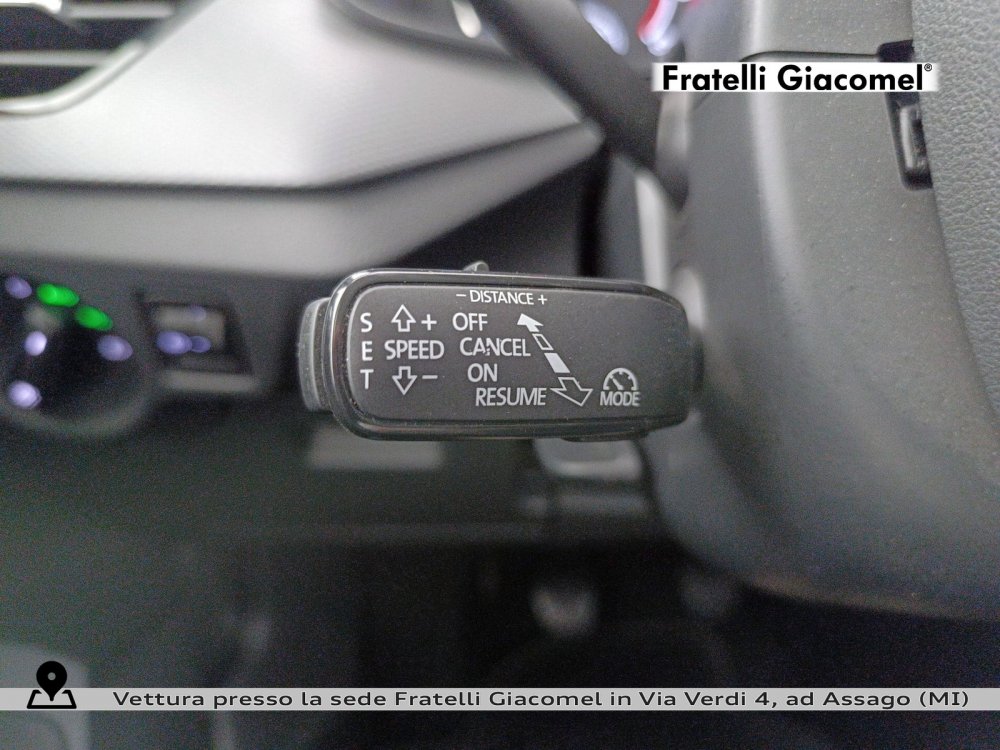 Fratelli Giacomel®
- DISTANCE +
S + OFF
E SPEED CANCEL
T - ON
RESUME MODE
Vettura presso la sede Fratelli Giacomel in Via Verdi 4, ad Assago (MI)